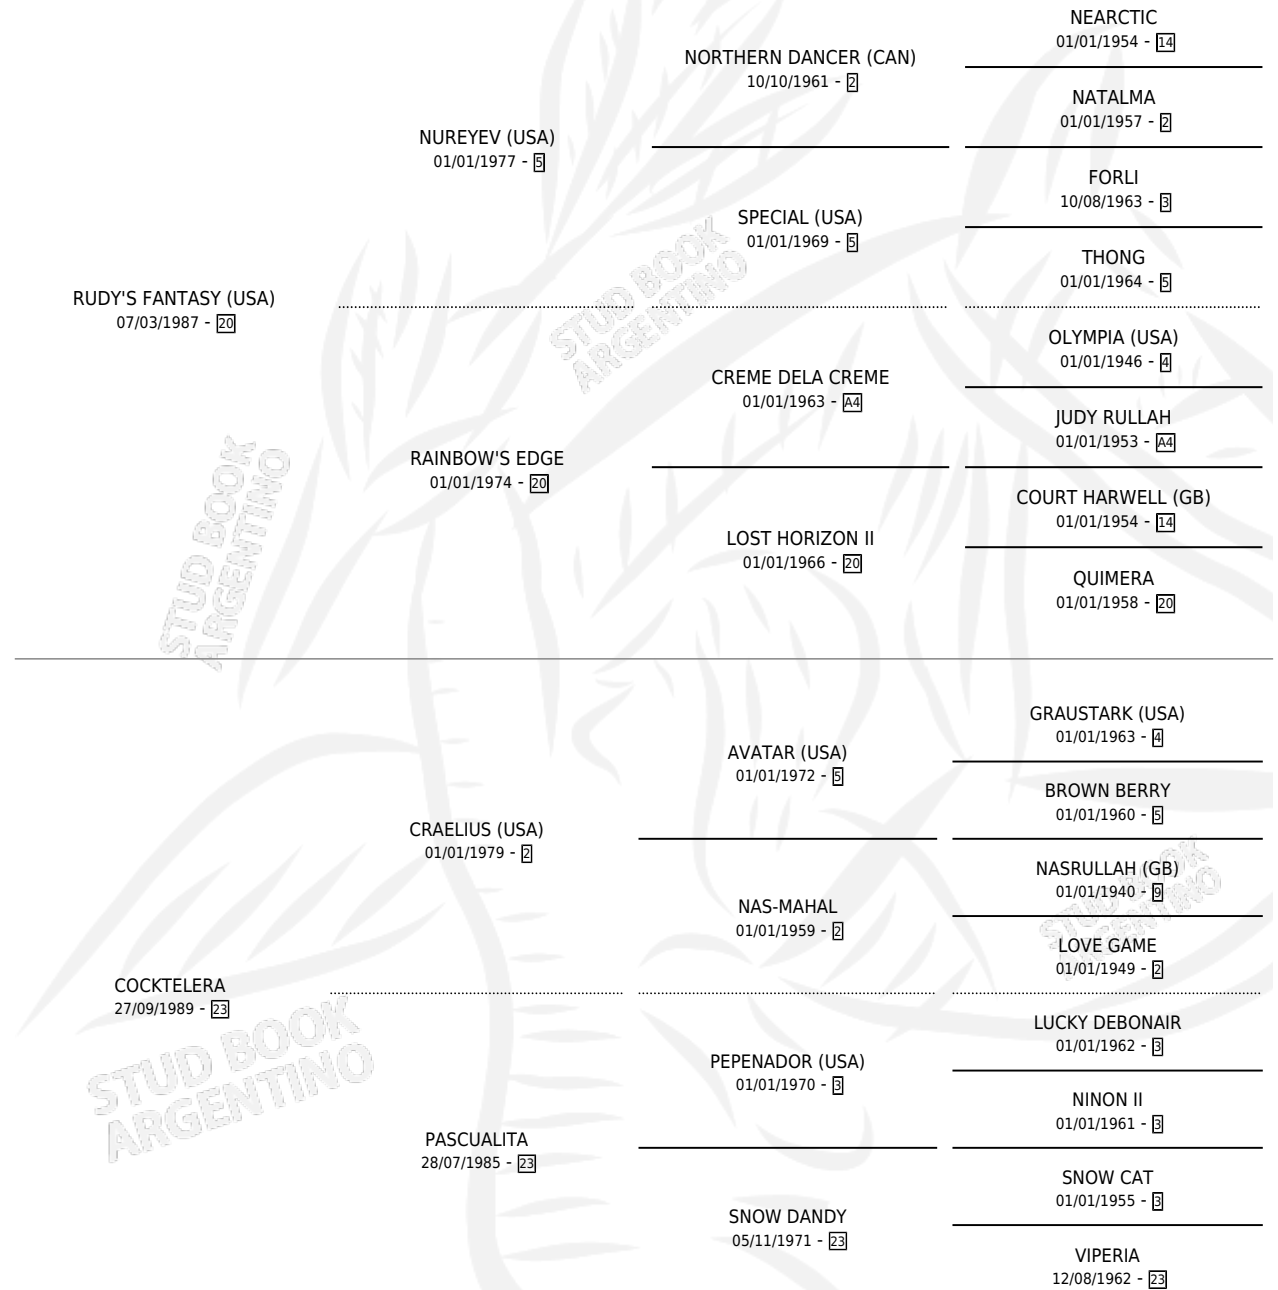 NEARCTIC
01/01/1954 - 14
NORTHERN DANCER (CAN)
10/10/1961 - 2
NATALMA
01/01/1957 - 2
NUREYEV (USA)
01/01/1977 - 5
FORLI
10/08/1963 - 3
SPECIAL (USA)
01/01/1969 - 5
THONG
01/01/1964 - 5
RUDY'S FANTASY (USA)
07/03/1987 - 20
OLYMPIA (USA)
01/01/1946 - 4
CREME DELA CREME
01/01/1963 - A4
JUDY RULLAH
01/01/1953 - A4
RAINBOW'S EDGE
01/01/1974 - 20
COURT HARWELL (GB)
01/01/1954 - 14
LOST HORIZON II
01/01/1966 - 20
QUIMERA
01/01/1958 - 20
STUD BOOK
ARGENTINO
STUD BOOK
ARGENTINO
GRAUSTARK (USA)
01/01/1963 - 4
AVATAR (USA)
01/01/1972 - 5
BROWN BERRY
01/01/1960 - 5
CRAELIUS (USA)
01/01/1979 - 2
NASRULLAH (GB)
01/01/1940 - 9
NAS-MAHAL
01/01/1959 - 2
LOVE GAME
01/01/1949 - 2
COCKTELERA
27/09/1989 - 23
LUCKY DEBONAIR
01/01/1962 - 3
PEPENADOR (USA)
01/01/1970 - 3
NINON II
01/01/1961 - 3
PASCUALITA
28/07/1985 - 23
SNOW CAT
01/01/1955 - 3
SNOW DANDY
05/11/1971 - 23
VIPERIA
12/08/1962 - 23
STUD BOOK
ARGENTINO
STUD BOOK
ARGENTINO